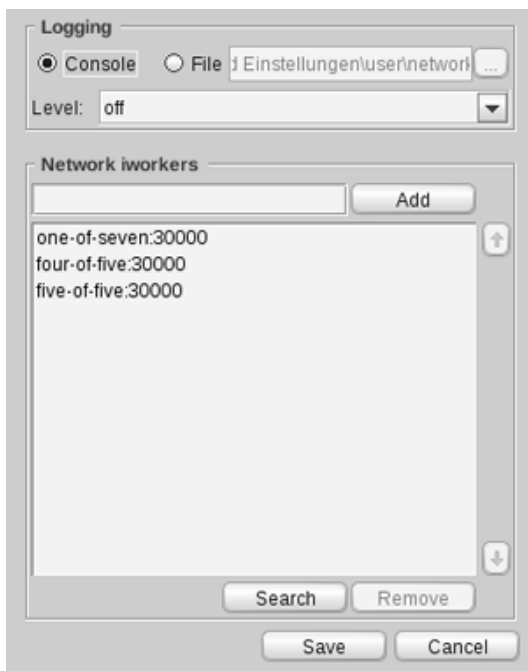 Logging
Console File d Einstellungen\user\network ...
Level: off
Network iworkers
Add
one-of-seven:30000
four-of-five:30000
five-of-five:30000
Search Remove
Save Cancel